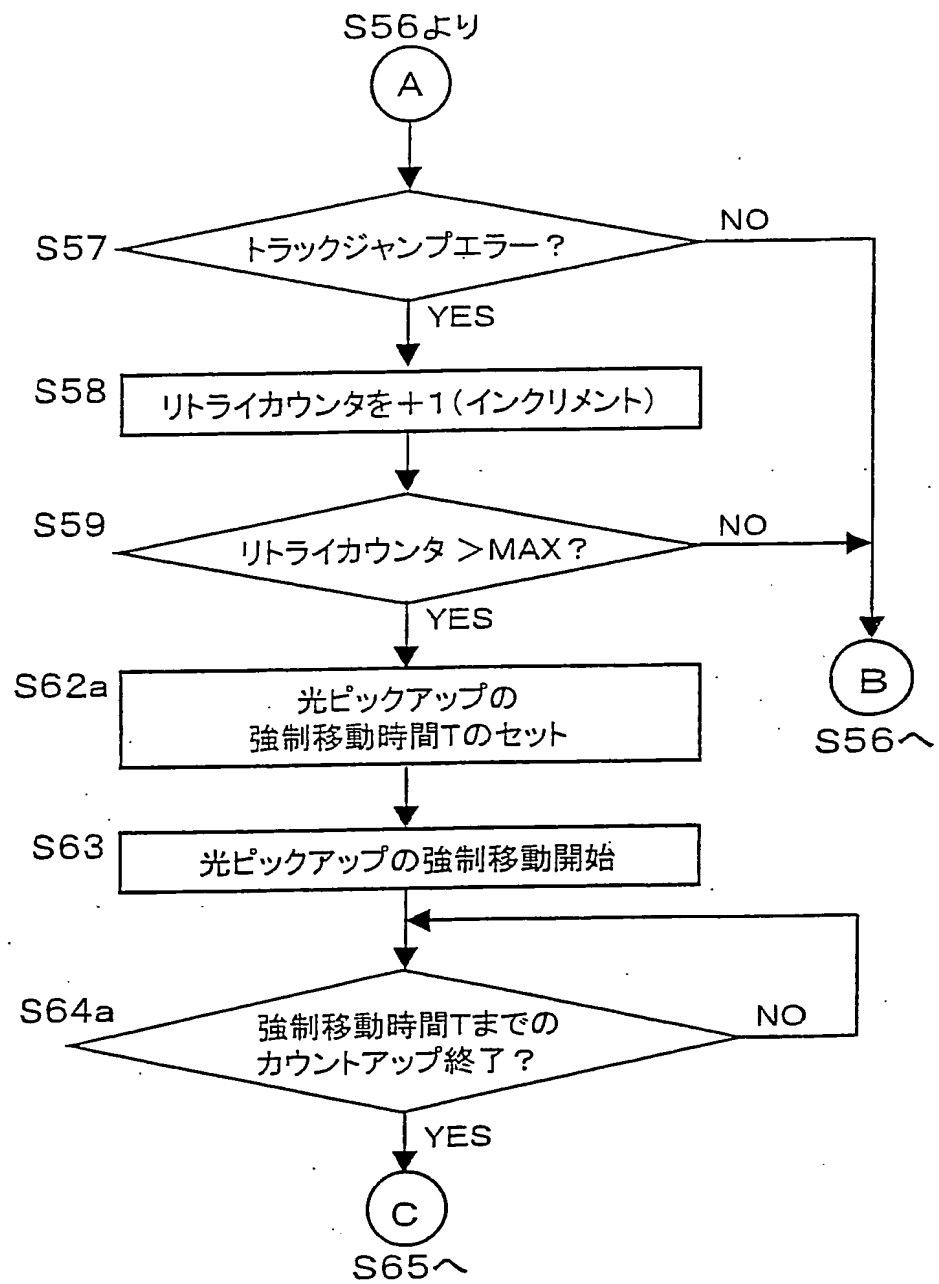 S56より
A
S57
トラックジャンプエラー?
NO
YES
S58
リトライカウンタを+1(インクリメント)
S59
リトライカウンタ >MAX?
NO
YES
S62a
光ピックアップの
強制移動時間Tのセット
B
S56へ
S63
光ピックアップの強制移動開始
S64a
強制移動時間Tまでの
カウントアップ終了?
NO
YES
C
S65へ